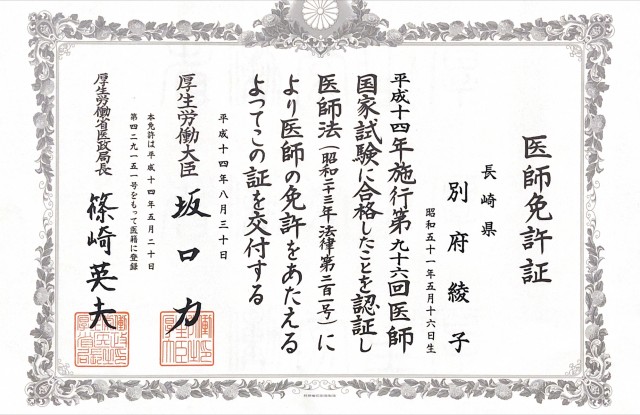 医師免許証
長崎県
別府綾子
昭和五十一年五月十六日生
平成十四年施行第九十六回医師
国家試験に合格したことを認証し
医師法(昭和二十三年法律第二百一号)に
より医師の免許をあたえる
よってこの証を交付する
平成十四年八月三十日
厚生労働大臣 坂口力
本免許は平成十四年五月二十日
第四二九一五一号をもって医籍に登録
厚生労働省医政局長 篠崎英夫